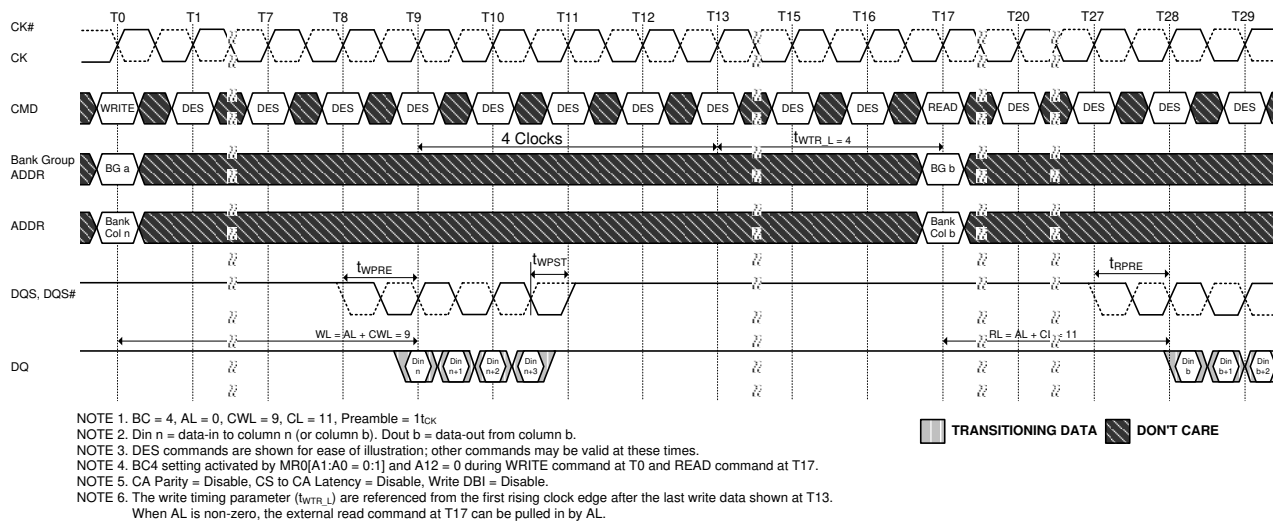 T0 T1 T7 T8 T9 T10 T11 T12 T13 T14 T15 T16 T17 T20 T27 T28 T29
CK#
CK
CMD
WRITE DES DES DES DES DES DES DES DES DES DES READ DES DES DES DES
4 Clocks
tWTR_L = 4
Bank Group
ADDR
BG a
BG b
ADDR
Bank
Col n
Bank
Col b
tWPRE
tWPST
tRPRE
DQS, DQS#
WL = AL + CWL = 9
RL = AL + CL = 11
DQ
Din
n
Din
n+1
Din
n+2
Din
n+3
Din
b
Din
b+1
Din
b+2
NOTE 1. BC = 4, AL = 0, CWL = 9, CL = 11, Preamble = 1tCK
NOTE 2. Din n = data-in to column n (or column b). Dout b = data-out from column b.
NOTE 3. DES commands are shown for ease of illustration; other commands may be valid at these times.
NOTE 4. BC4 setting activated by MR0[A1:A0 = 0:1] and A12 = 0 during WRITE command at T0 and READ command at T17.
NOTE 5. CA Parity = Disable, CS to CA Latency = Disable, Write DBI = Disable.
NOTE 6. The write timing parameter (tWTR_L) are referenced from the first rising clock edge after the last write data shown at T13.
When AL is non-zero, the external read command at T17 can be pulled in by AL.
TRANSITIONING DATA
DON'T CARE